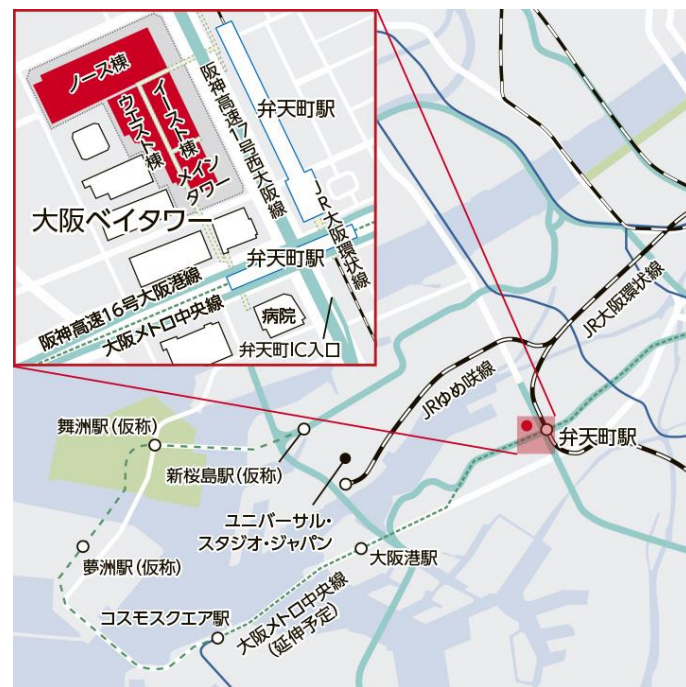 ノース棟
ウエスト棟
イースト棟
メイン
タワー
大阪ベイタワー
阪神高速17号西大阪線
弁天町駅
JR大阪環状線
弁天町駅
阪神高速16号大阪港線
大阪メトロ中央線
病院
弁天町IC入口
JR大阪環状線
JRゆめ咲線
弁天町駅
舞洲駅(仮称)
新桜島駅(仮称)
ユニバーサル・
スタジオ・ジャパン
大阪港駅
夢洲駅(仮称)
コスモスクエア駅
大阪メトロ中央線
(延伸予定)